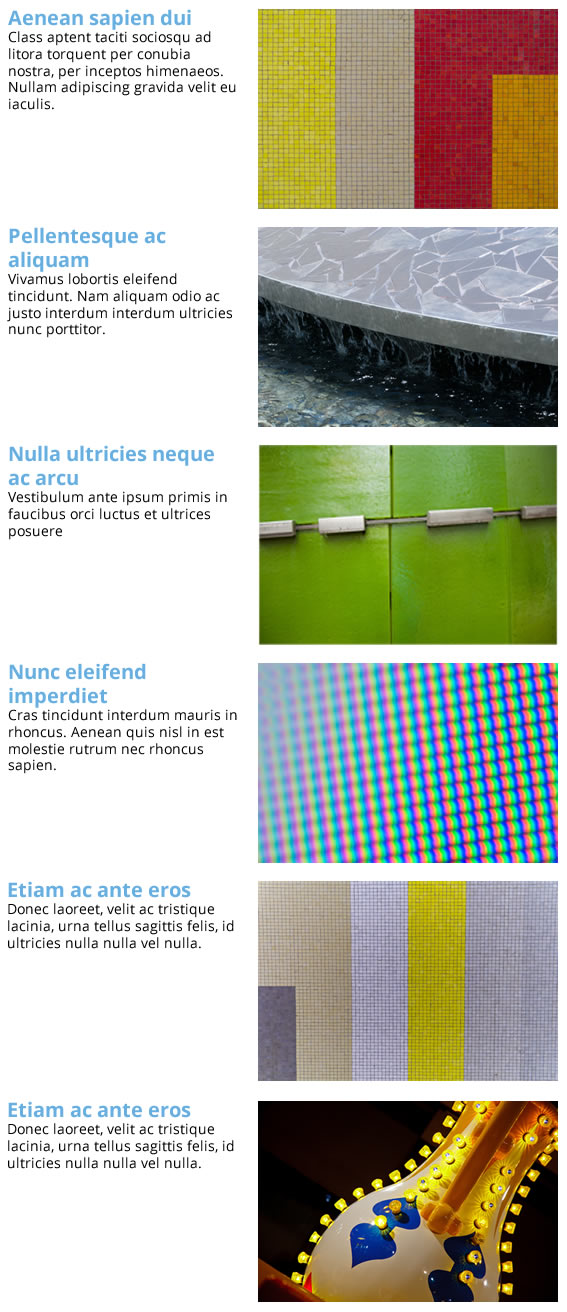 Aenean sapien dui
Class aptent taciti sociosqu ad
litora torquent per conubia
nostra, per inceptos himenaeos.
Nullam adipiscing gravida velit eu
iaculis.
Pellentesque ac
aliquam
Vivamus lobortis eleifend
tincidunt. Nam aliquam odio ac
justo interdum interdum ultricies
nunc porttitor.
Nulla ultricies neque
ac arcu
Vestibulum ante ipsum primis in
faucibus orci luctus et ultrices
posuere
Nunc eleifend
imperdiet
Cras tincidunt interdum mauris in
rhoncus. Aenean quis nisl in est
molestie rutrum nec rhoncus
sapien.
Etiam ac ante eros
Donec laoreet, velit ac tristique
lacinia, urna tellus sagittis felis, id
ultricies nulla nulla vel nulla.
Etiam ac ante eros
Donec laoreet, velit ac tristique
lacinia, urna tellus sagittis felis, id
ultricies nulla nulla vel nulla.